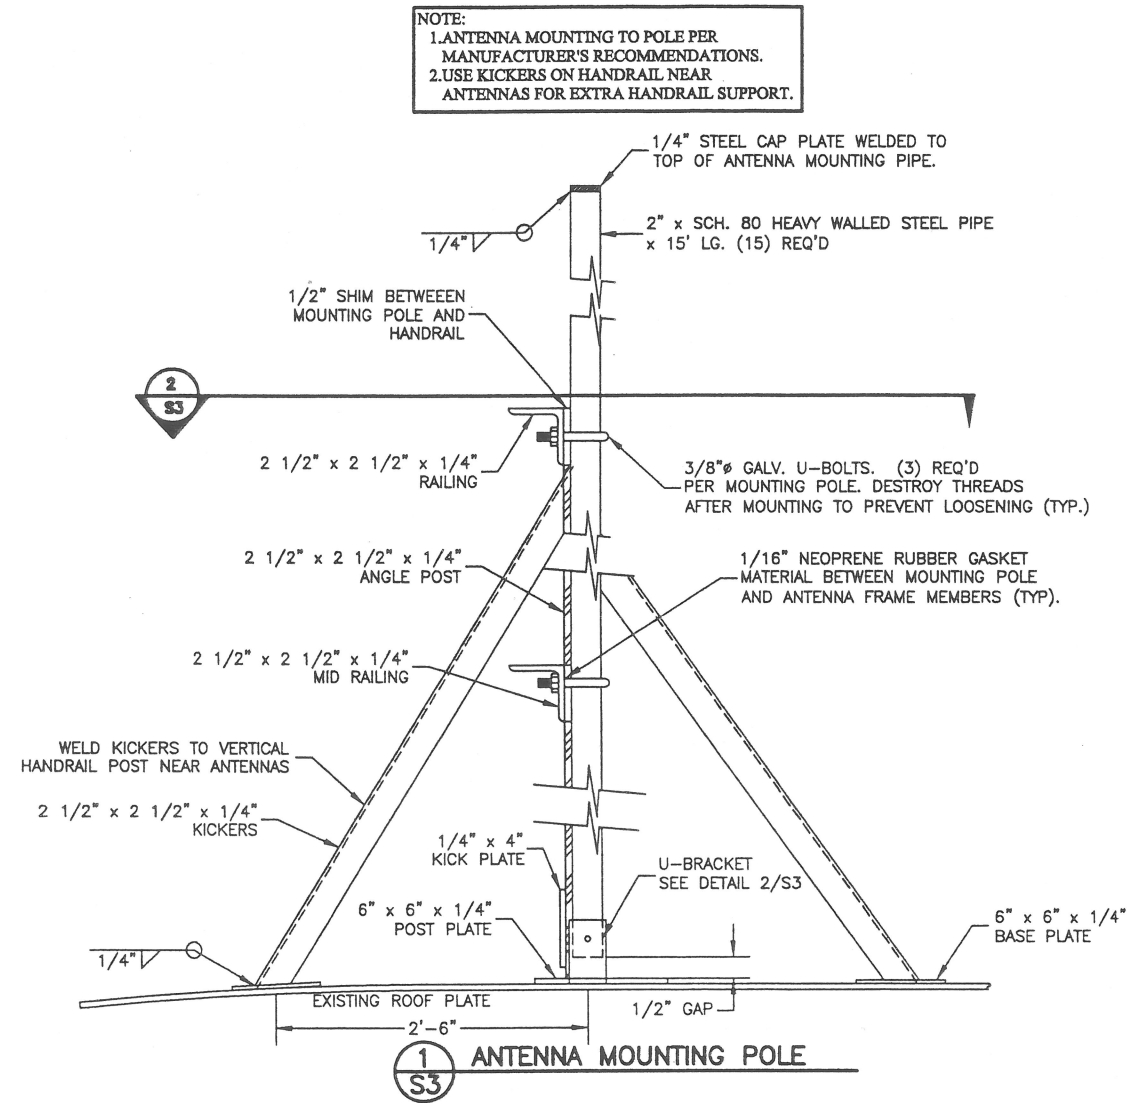 NOTE:
1.ANTENNA MOUNTING TO POLE PER
MANUFACTURER'S RECOMMENDATIONS.
2.USE KICKERS ON HANDRAIL NEAR
ANTENNAS FOR EXTRA HANDRAIL SUPPORT.
1/4" STEEL CAP PLATE WELDED TO
TOP OF ANTENNA MOUNTING PIPE.
2" x SCH. 80 HEAVY WALLED STEEL PIPE
x 15' LG. (15) REQ'D
1/4"
1/2" SHIM BETWEEEN
MOUNTING POLE AND
HANDRAIL
2
S3
2 1/2" x 2 1/2" x 1/4"
RAILING
3/8"ø GALV. U-BOLTS. (3) REQ'D
PER MOUNTING POLE. DESTROY THREADS
AFTER MOUNTING TO PREVENT LOOSENING (TYP.)
2 1/2" x 2 1/2" x 1/4"
ANGLE POST
1/16" NEOPRENE RUBBER GASKET
MATERIAL BETWEEN MOUNTING POLE
AND ANTENNA FRAME MEMBERS (TYP).
2 1/2" x 2 1/2" x 1/4"
MID RAILING
WELD KICKERS TO VERTICAL
HANDRAIL POST NEAR ANTENNAS
2 1/2" x 2 1/2" x 1/4"
KICKERS
1/4" x 4"
KICK PLATE
U-BRACKET
SEE DETAIL 2/S3
6" x 6" x 1/4"
POST PLATE
6" x 6" x 1/4"
BASE PLATE
1/4"
EXISTING ROOF PLATE
1/2" GAP
2'-6"
1
S3
ANTENNA MOUNTING POLE